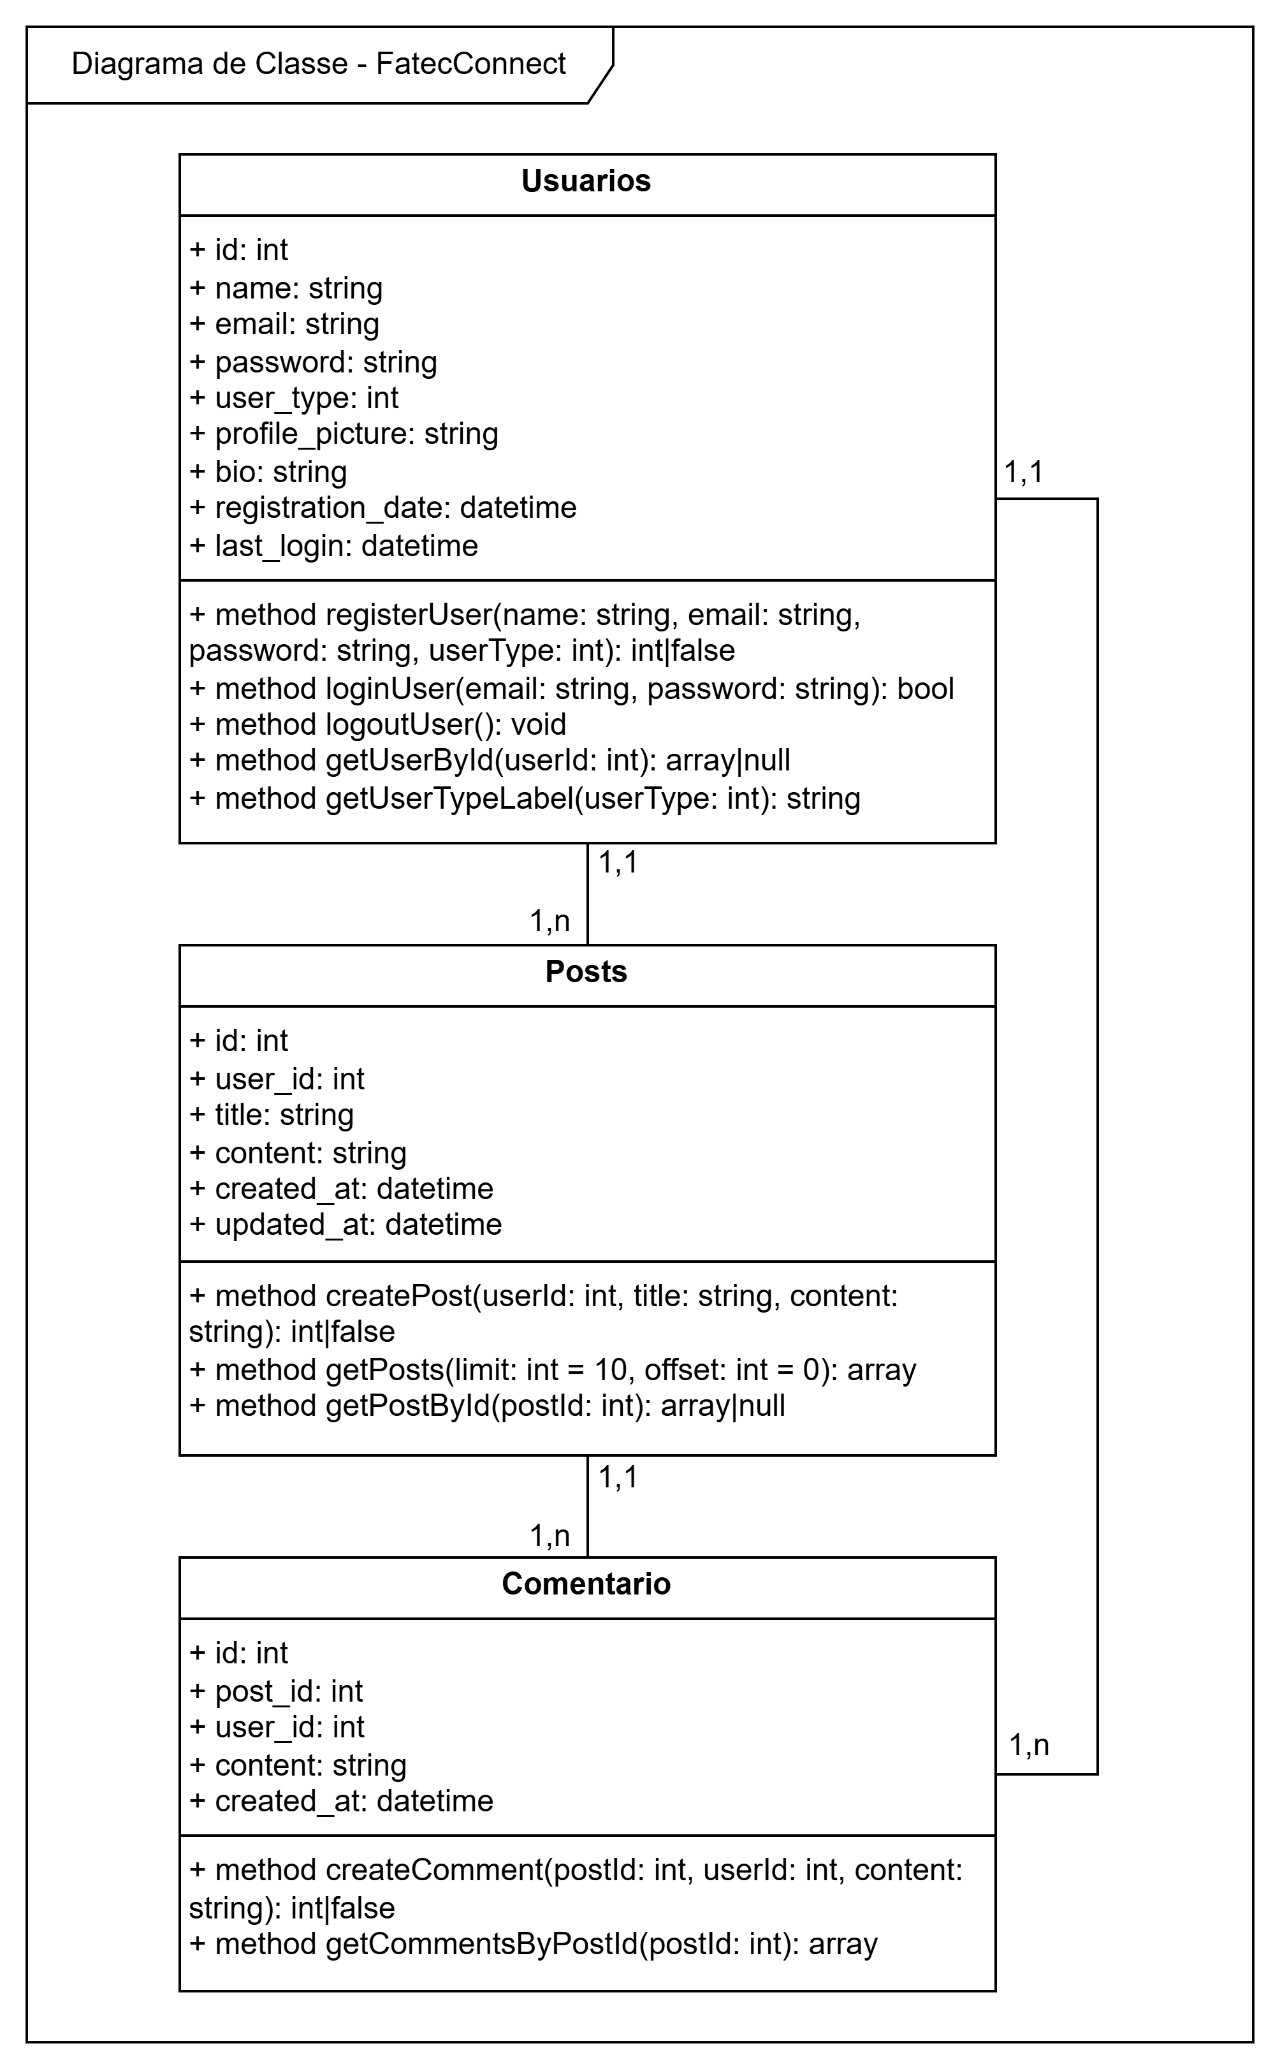 Diagrama de Classe - FatecConnect
Usuarios
+ id: int
+ name: string
+ email: string
+ password: string
+ user_type: int
+ profile_picture: string
+ bio: string
+ registration_date: datetime
+ last_login: datetime
1,1
+ method registerUser(name: string, email: string,
password: string, userType: int): int|false
+ method loginUser(email: string, password: string): bool
+ method logoutUser(): void
+ method getUserById(userId: int): array|null
+ method getUserTypeLabel(userType: int): string
1,1
1,n
Posts
+ id: int
+ user_id: int
+ title: string
+ content: string
+ created_at: datetime
+ updated_at: datetime
+ method createPost(userId: int, title: string, content:
string): int|false
+ method getPosts(limit: int = 10, offset: int = 0): array
+ method getPostById(postId: int): array|null
1,1
1,n
Comentario
+ id: int
+ post_id: int
+ user_id: int
+ content: string
+ created_at: datetime
1,n
+ method createComment(postId: int, userId: int, content:
string): int|false
+ method getCommentsByPostId(postId: int): array